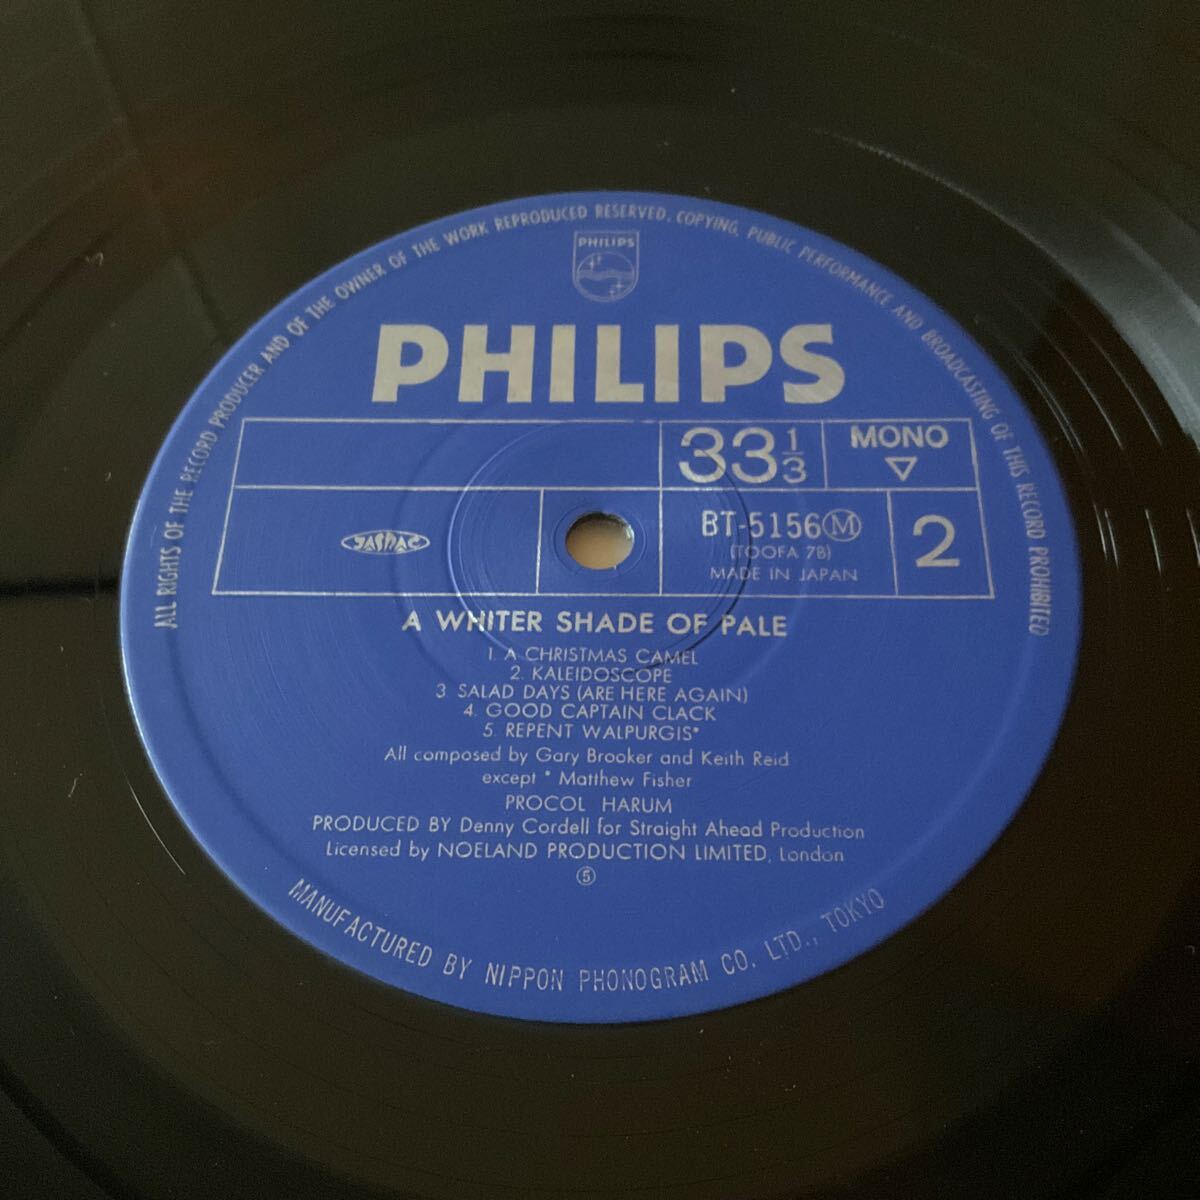 ALL RIGHTS OF THE RECORD PRODUCER AND OF THE OWNER OF THE WORK REPRODUCED RESERVED. COPYING, PUBLIC PERFORMANCE AND BROADCASTING OF THIS RECORD PROHIBITED
PHILIPS
PHILIPS
33 1/3 MONO
▽
JASRAC
BT-5156Ⓜ
(TOOFA 7B)
MADE IN JAPAN
2
A WHITER SHADE OF PALE
1. A CHRISTMAS CAMEL
2. KALEIDOSCOPE
3 SALAD DAYS (ARE HERE AGAIN)
4. GOOD CAPTAIN CLACK
5. REPENT WALPURGIS*
All composed by Gary Brooker and Keith Reid
except * Matthew Fisher
PROCOL HARUM
PRODUCED BY Denny Cordell for Straight Ahead Production
Licensed by NOELAND PRODUCTION LIMITED, London
⑤
MANUFACTURED BY NIPPON PHONOGRAM CO. LTD., TOKYO